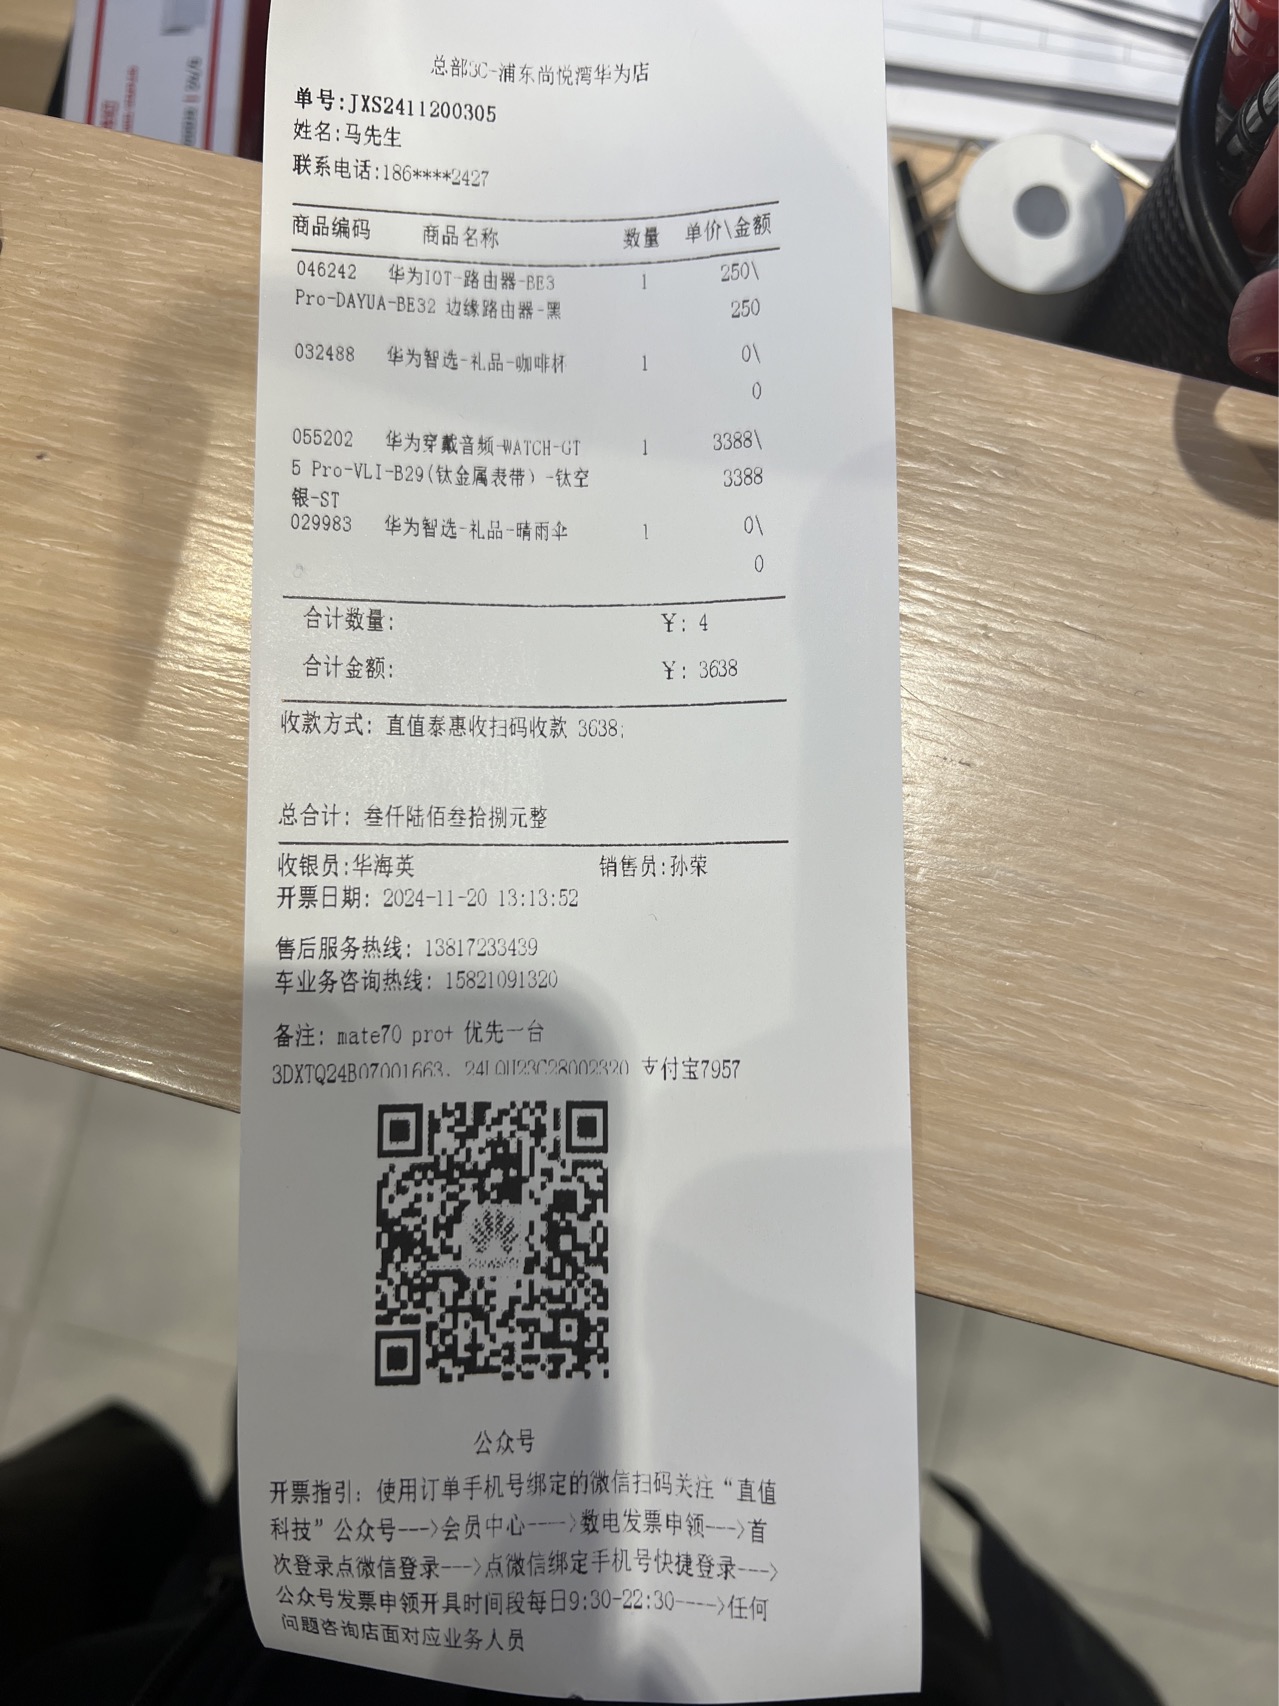 总部3C-浦东尚悦湾华为店
单号:JXS2411200305
姓名:马先生
联系电话:186****2427
商品编码 商品名称 数量 单价\金额
046242 华为IOT-路由器-BE3 1 250\
Pro-DAYUA-BE32 边缘路由器-黑 250
032488 华为智选-礼品-咖啡杯 1 0\
0
055202 华为穿戴音频-WATCH-GT 1 3388\
5 Pro-VLI-B29(钛金属表带）-钛空 3388
银-ST
029983 华为智选-礼品-晴雨伞 1 0\
0
合计数量: ¥: 4
合计金额: ¥: 3638
收款方式: 直值泰惠收扫码收款 3638;
总合计: 叁仟陆佰叁拾捌元整
收银员:华海英 销售员:孙荣
开票日期: 2024-11-20 13:13:52
售后服务热线: 13817233439
车业务咨询热线: 15821091320
备注: mate70 pro+ 优先一台
3DXTQ24B07001663. 支付宝7957
公众号
开票指引: 使用订单手机号绑定的微信扫码关注“直值
科技”公众号--->会员中心---->数电发票申领--->首
次登录点微信登录--->点微信绑定手机号快捷登录--->
公众号发票申领开具时间段每日9:30-22:30---->任何
问题咨询店面对应业务人员